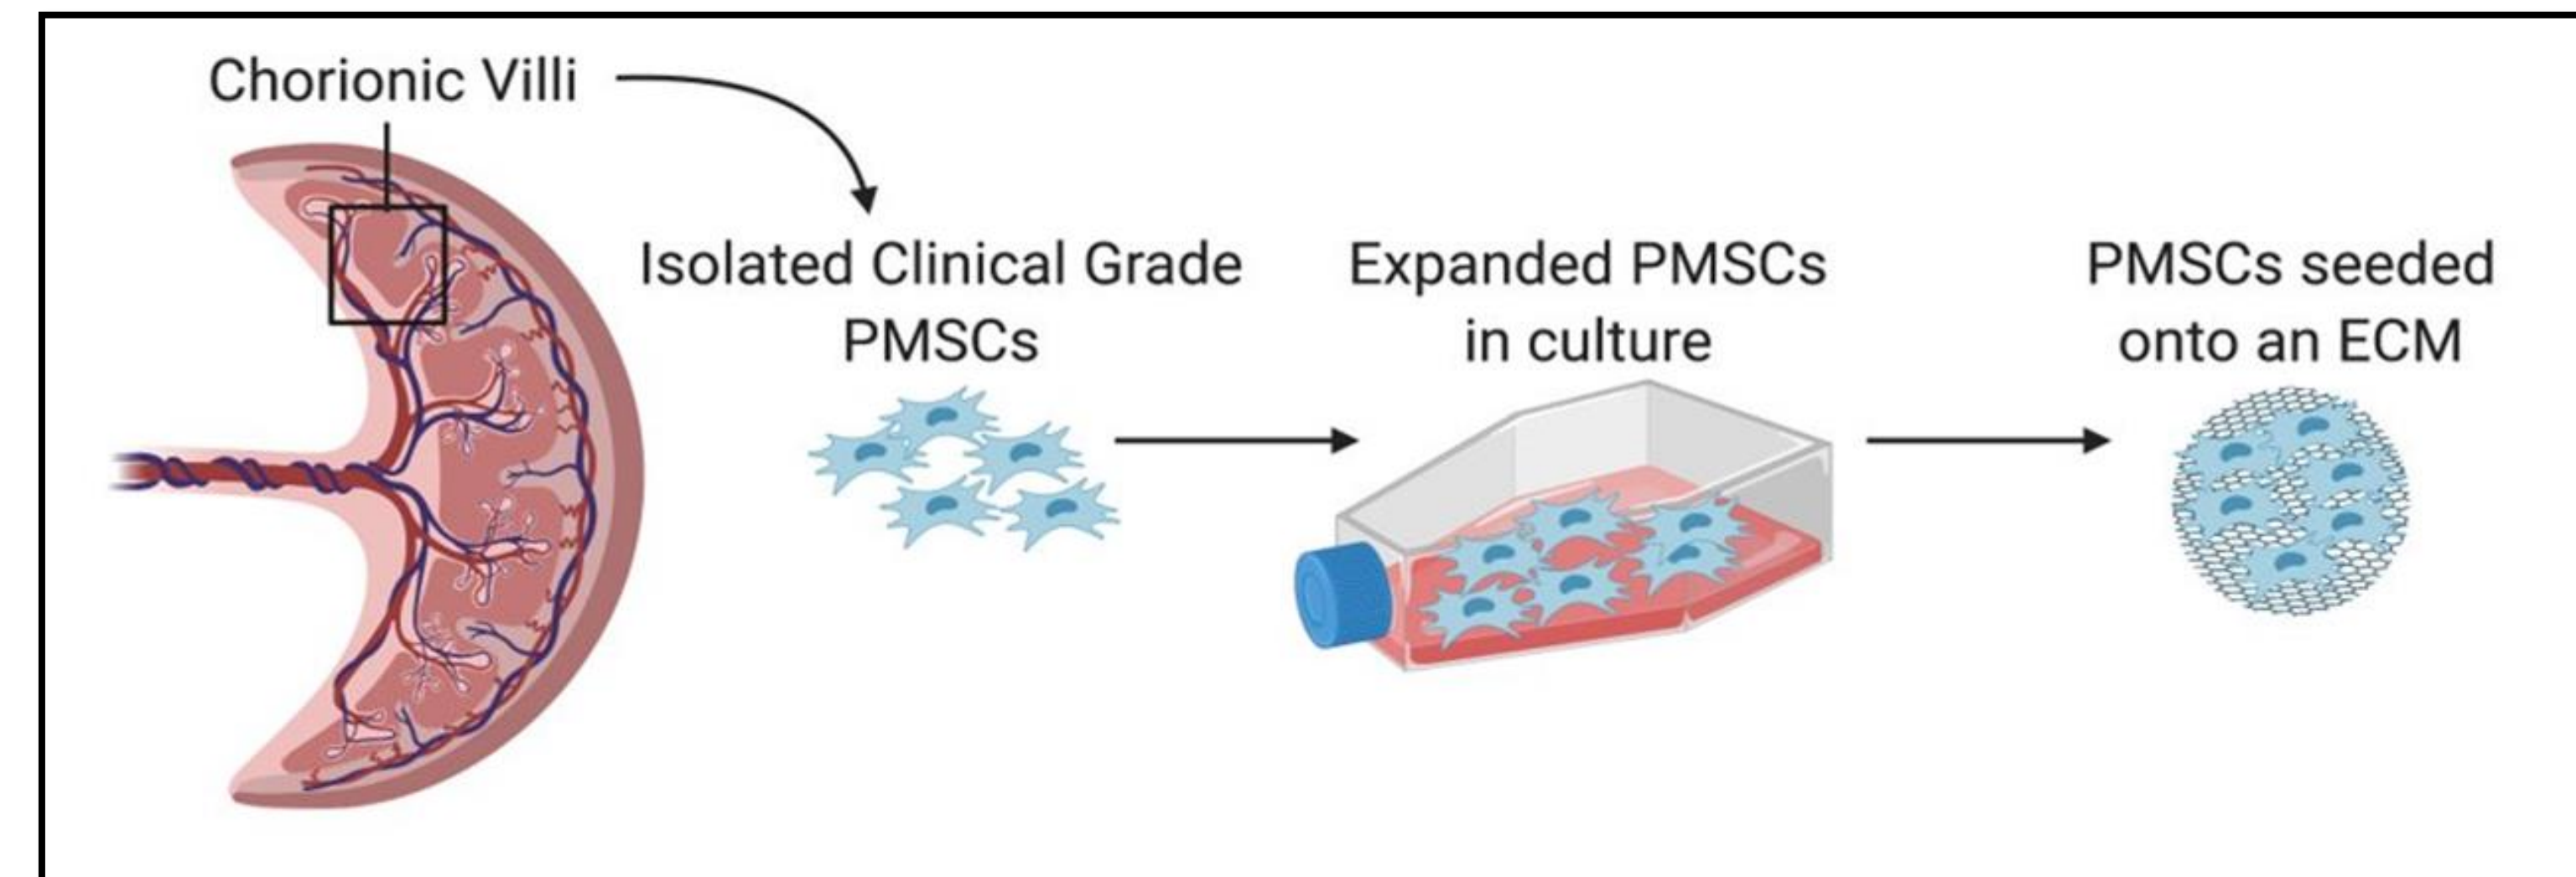 Chorionic Villi
Isolated Clinical Grade
PMSCs
Expanded PMSCs
in culture
PMSCs seeded
onto an ECM